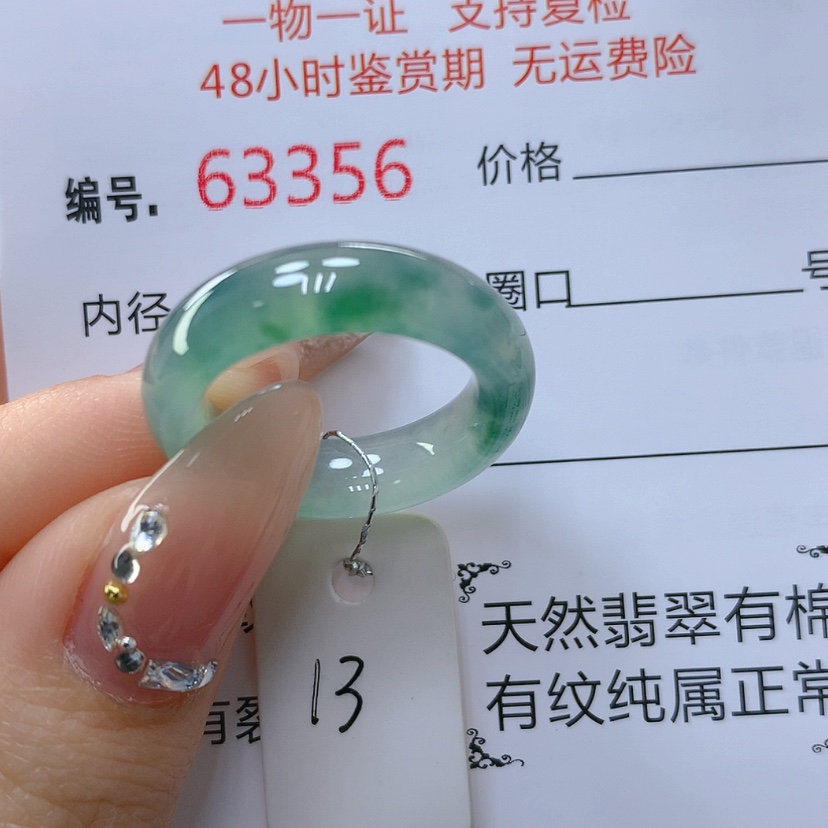 一物一证 支持复检
48小时鉴赏期 无运费险
编号. 63356 价格
内径 圈口 号
天然翡翠有棉
有纹纯属正常
有裂
13